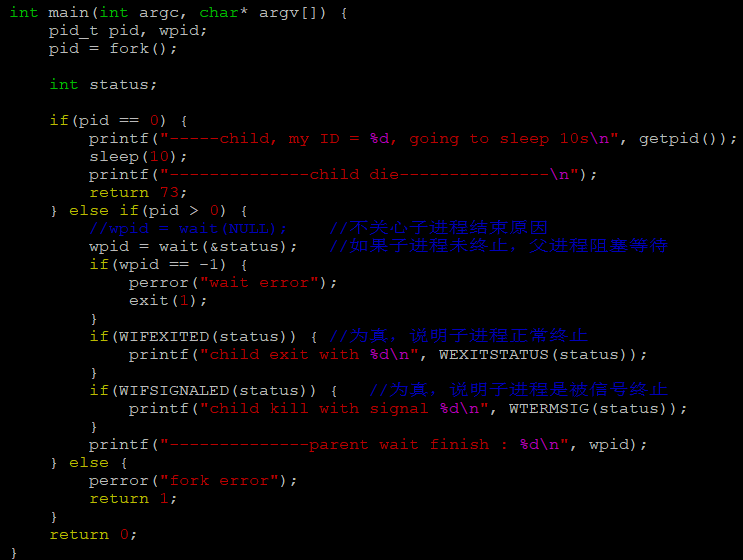 int main(int argc, char* argv[]) {
    pid_t pid, wpid;
    pid = fork();

    int status;

    if(pid == 0) {
        printf("-----child, my ID = %d, going to sleep 10s\n", getpid());
        sleep(10);
        printf("--------------child die---------------\n");
        return 73;
    } else if(pid > 0) {
        //wpid = wait(NULL);    //不关心子进程结束原因
        wpid = wait(&status);   //如果子进程未终止，父进程阻塞等待
        if(wpid == -1) {
            perror("wait error");
            exit(1);
        }
        if(WIFEXITED(status)) { //为真，说明子进程正常终止
            printf("child exit with %d\n", WEXITSTATUS(status));
        }
        if(WIFSIGNALED(status)) {   //为真，说明子进程是被信号终止
            printf("child kill with signal %d\n", WTERMSIG(status));
        }
        printf("--------------parent wait finish : %d\n", wpid);
    } else {
        perror("fork error");
        return 1;
    }
    return 0;
}